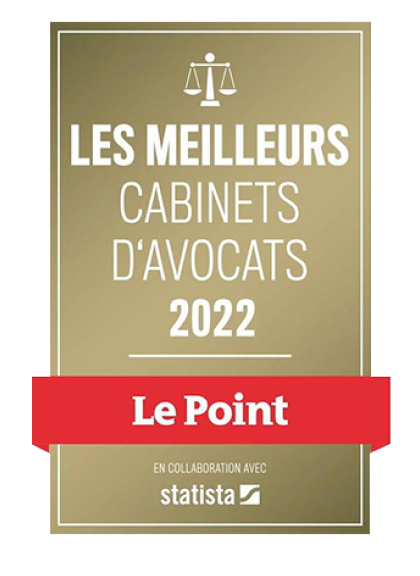 LES MEILLEURS
CABINETS
D‘AVOCATS
2022
Le Point
EN COLLABORATION AVEC
statista